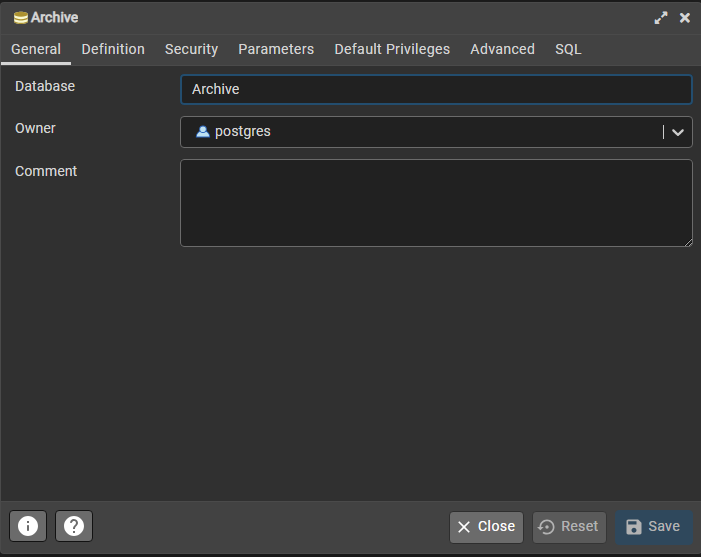 Archive
General Definition Security Parameters Default Privileges Advanced SQL
Database Archive
Owner postgres
Comment
Close Reset Save